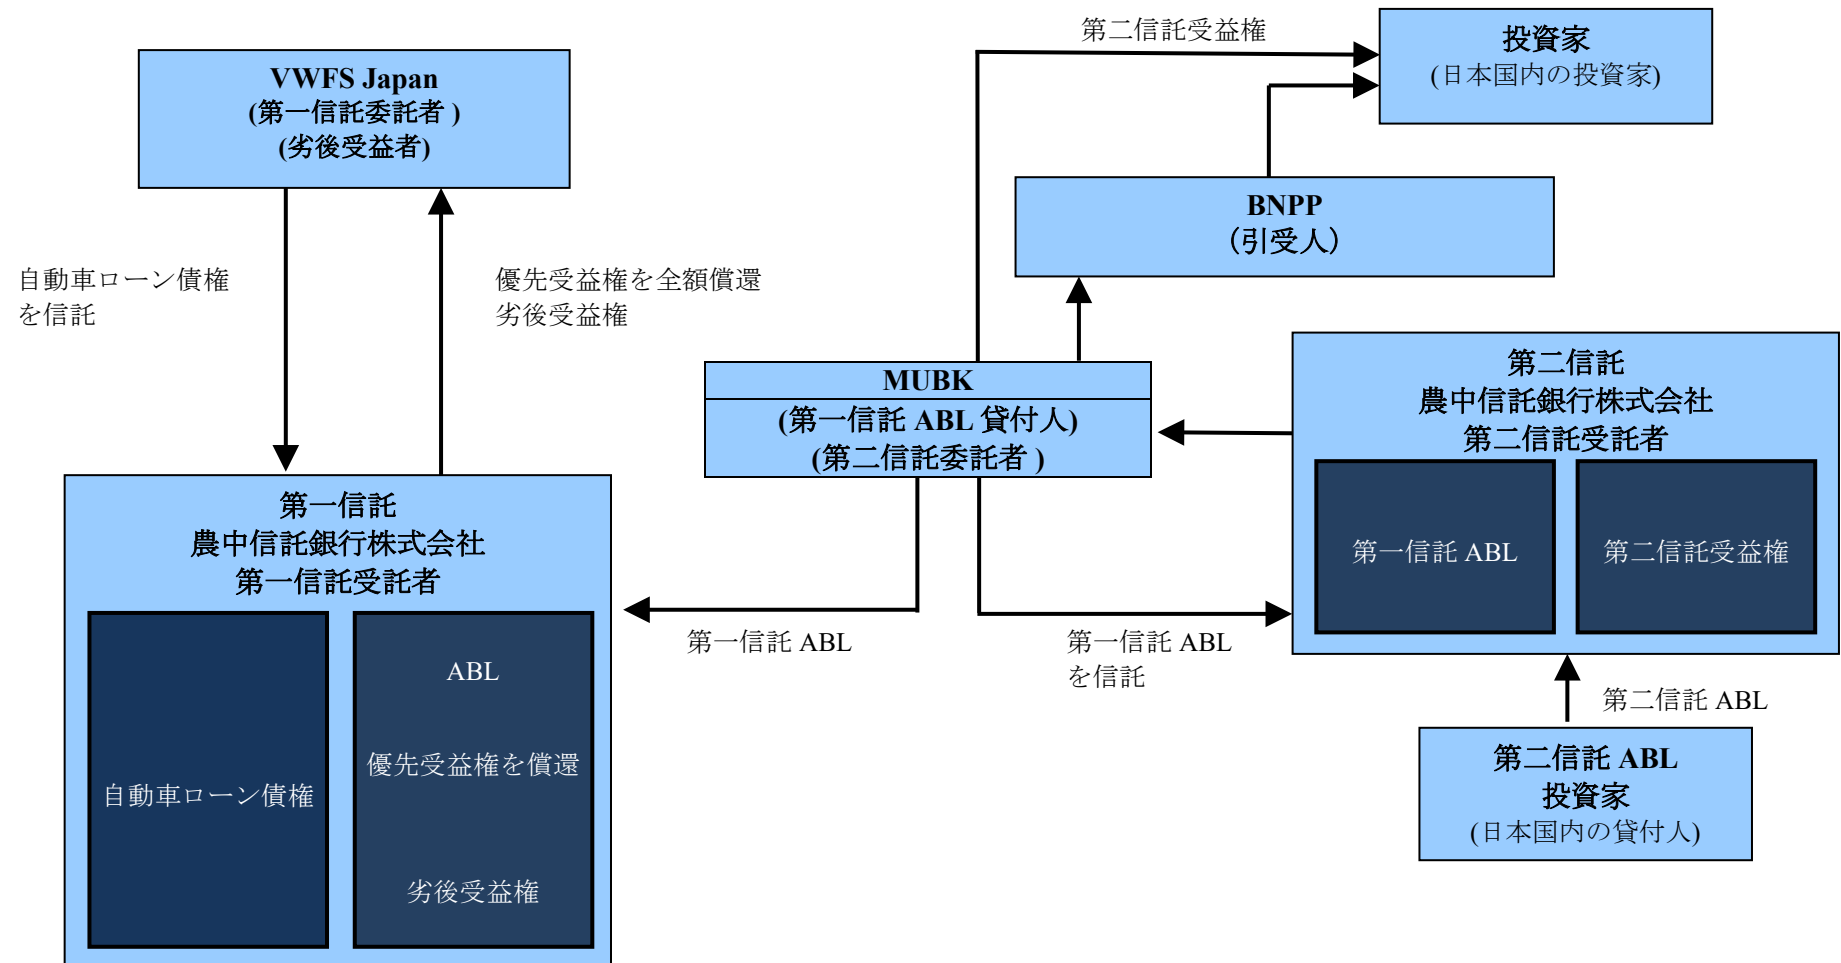 第二信託受益権
投資家
(日本国内の投資家)
VWFS Japan
(第一信託委託者 )
(劣後受益者)
BNPP
(引受人)
自動車ローン債権
を信託
優先受益権を全額償還
劣後受益権
MUBK
(第一信託 ABL 貸付人)
(第二信託委託者 )
第二信託
農中信託銀行株式会社
第二信託受託者
第一信託 ABL
第二信託受益権
第一信託
農中信託銀行株式会社
第一信託受託者
自動車ローン債権
ABL
優先受益権を償還
劣後受益権
第一信託 ABL
第一信託 ABL
を信託
第二信託 ABL
第二信託 ABL
投資家
(日本国内の貸付人)